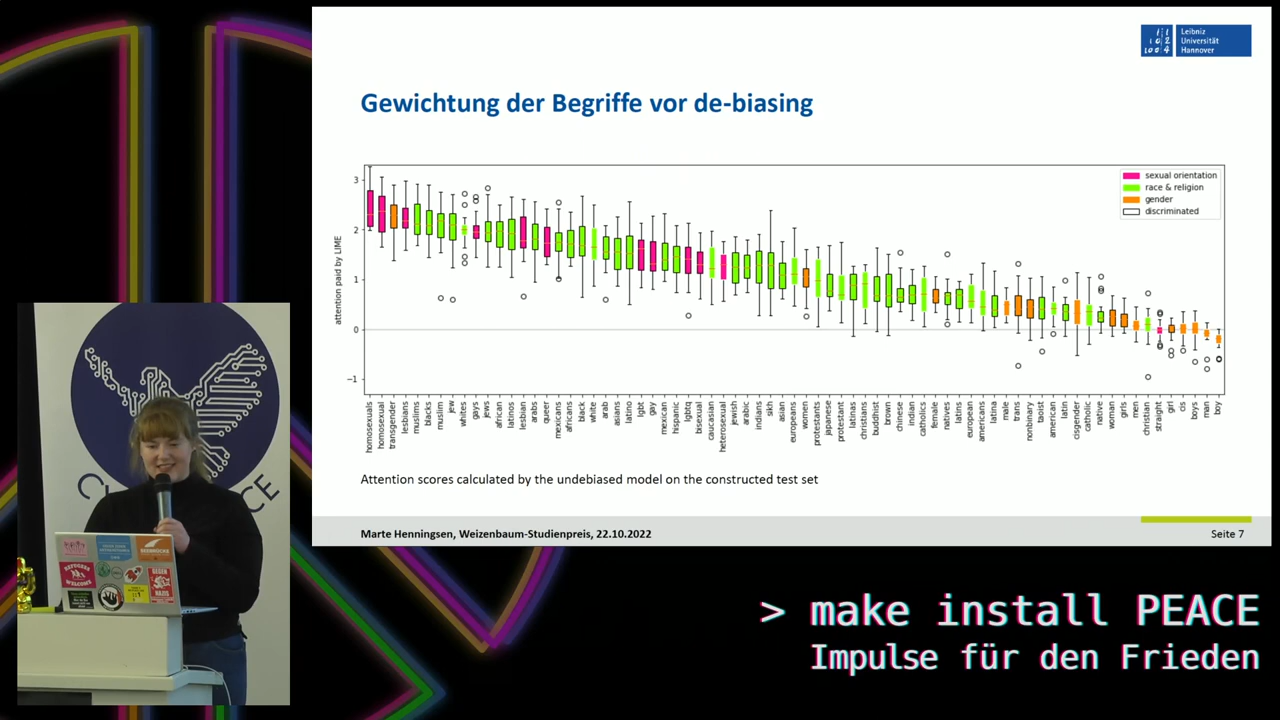 Leibniz
Universität
Hannover
Gewichtung der Begriffe vor de-biasing
attention paid by LIME
3
2
1
0
−1
sexual orientation
race & religion
gender
discriminated
homosexuals
homosexual
transgender
lesbians
muslims
blacks
muslim
jew
whites
gays
jews
african
latinos
lesbian
arabs
queer
mexicans
africans
black
white
arab
asians
latino
lgbt
gay
mexican
hispanic
lgbtq
bisexual
caucasian
heterosexual
jewish
arabic
indians
sikh
asian
europeans
women
protestants
japanese
protestant
latinas
christians
buddhist
brown
chinese
indian
catholics
female
natives
latins
european
americans
latina
male
trans
nonbinary
taoist
american
latin
cisgender
catholic
native
woman
girls
men
christian
straight
girl
cis
boys
man
boy
Attention scores calculated by the undebiased model on the constructed test set
Marte Henningsen, Weizenbaum-Studienpreis, 22.10.2022
Seite 7
REFUGEES
WELCOME
GEGEN
NAZIS
> make install PEACE
Impulse für den Frieden